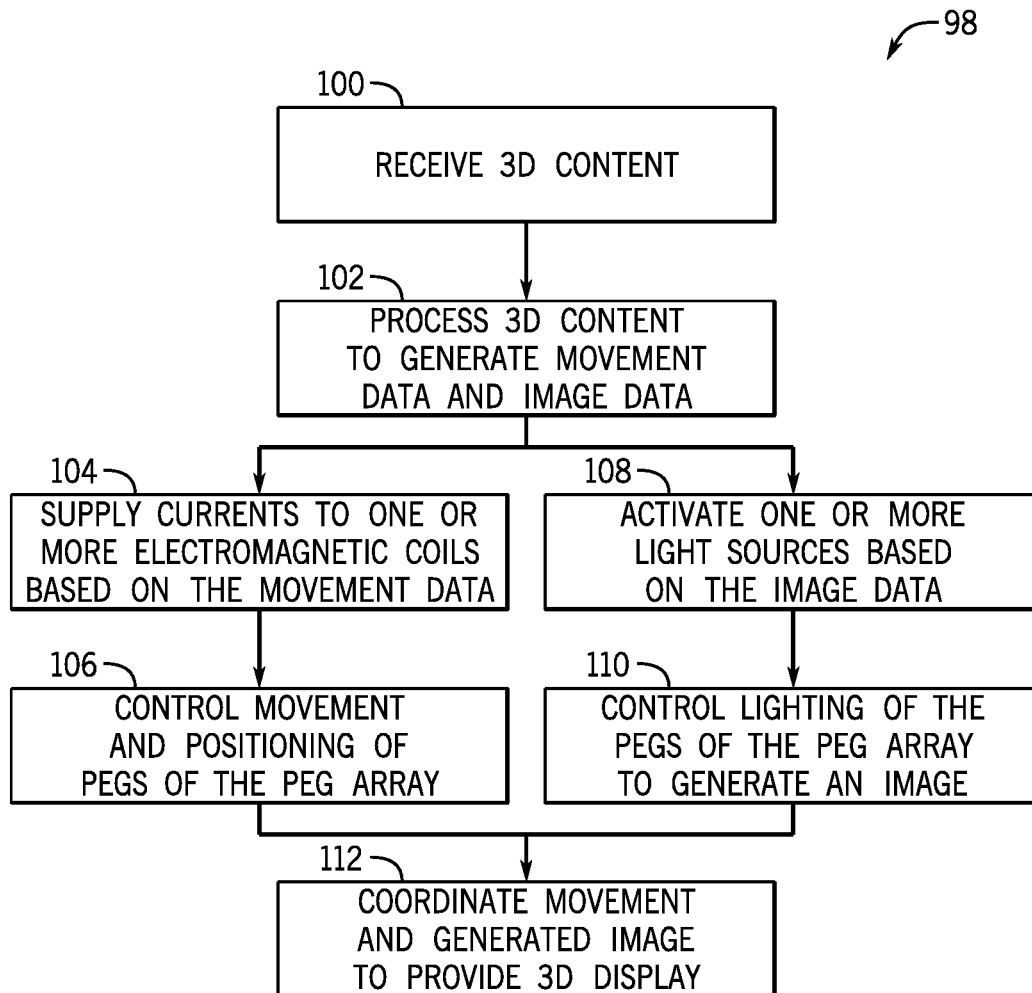 98
100
RECEIVE 3D CONTENT
102
PROCESS 3D CONTENT
TO GENERATE MOVEMENT
DATA AND IMAGE DATA
104
SUPPLY CURRENTS TO ONE OR
MORE ELECTROMAGNETIC COILS
BASED ON THE MOVEMENT DATA
108
ACTIVATE ONE OR MORE
LIGHT SOURCES BASED
ON THE IMAGE DATA
106
CONTROL MOVEMENT
AND POSITIONING OF
PEGS OF THE PEG ARRAY
110
CONTROL LIGHTING OF THE
PEGS OF THE PEG ARRAY
TO GENERATE AN IMAGE
112
COORDINATE MOVEMENT
AND GENERATED IMAGE
TO PROVIDE 3D DISPLAY